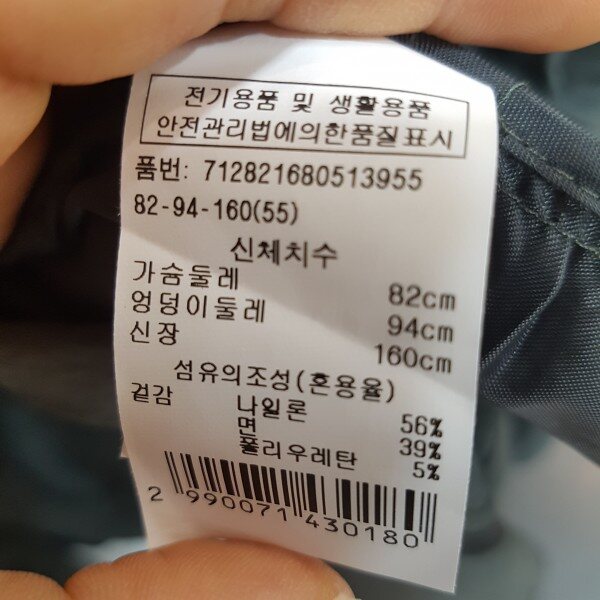 전기용품 및 생활용품
안전관리법에의한품질표시
품번: 712821680513955
82-94-160(55)
신체치수
가슴둘레 82cm
엉덩이둘레 94cm
신장 160cm
섬유의조성(혼용율)
겉감 나일론 56%
면 39%
폴리우레탄 5%
2 990071 430180